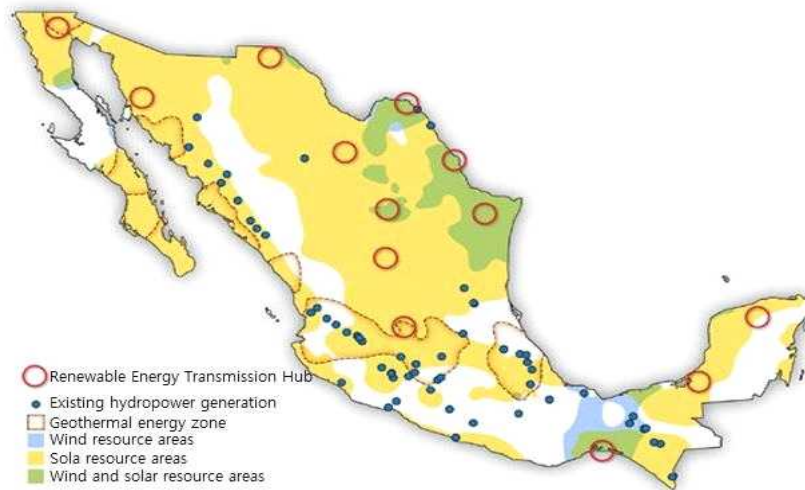 Renewable Energy Transmission Hub
Existing hydropower generation
Geothermal energy zone
Wind resource areas
Sola resource areas
Wind and solar resource areas